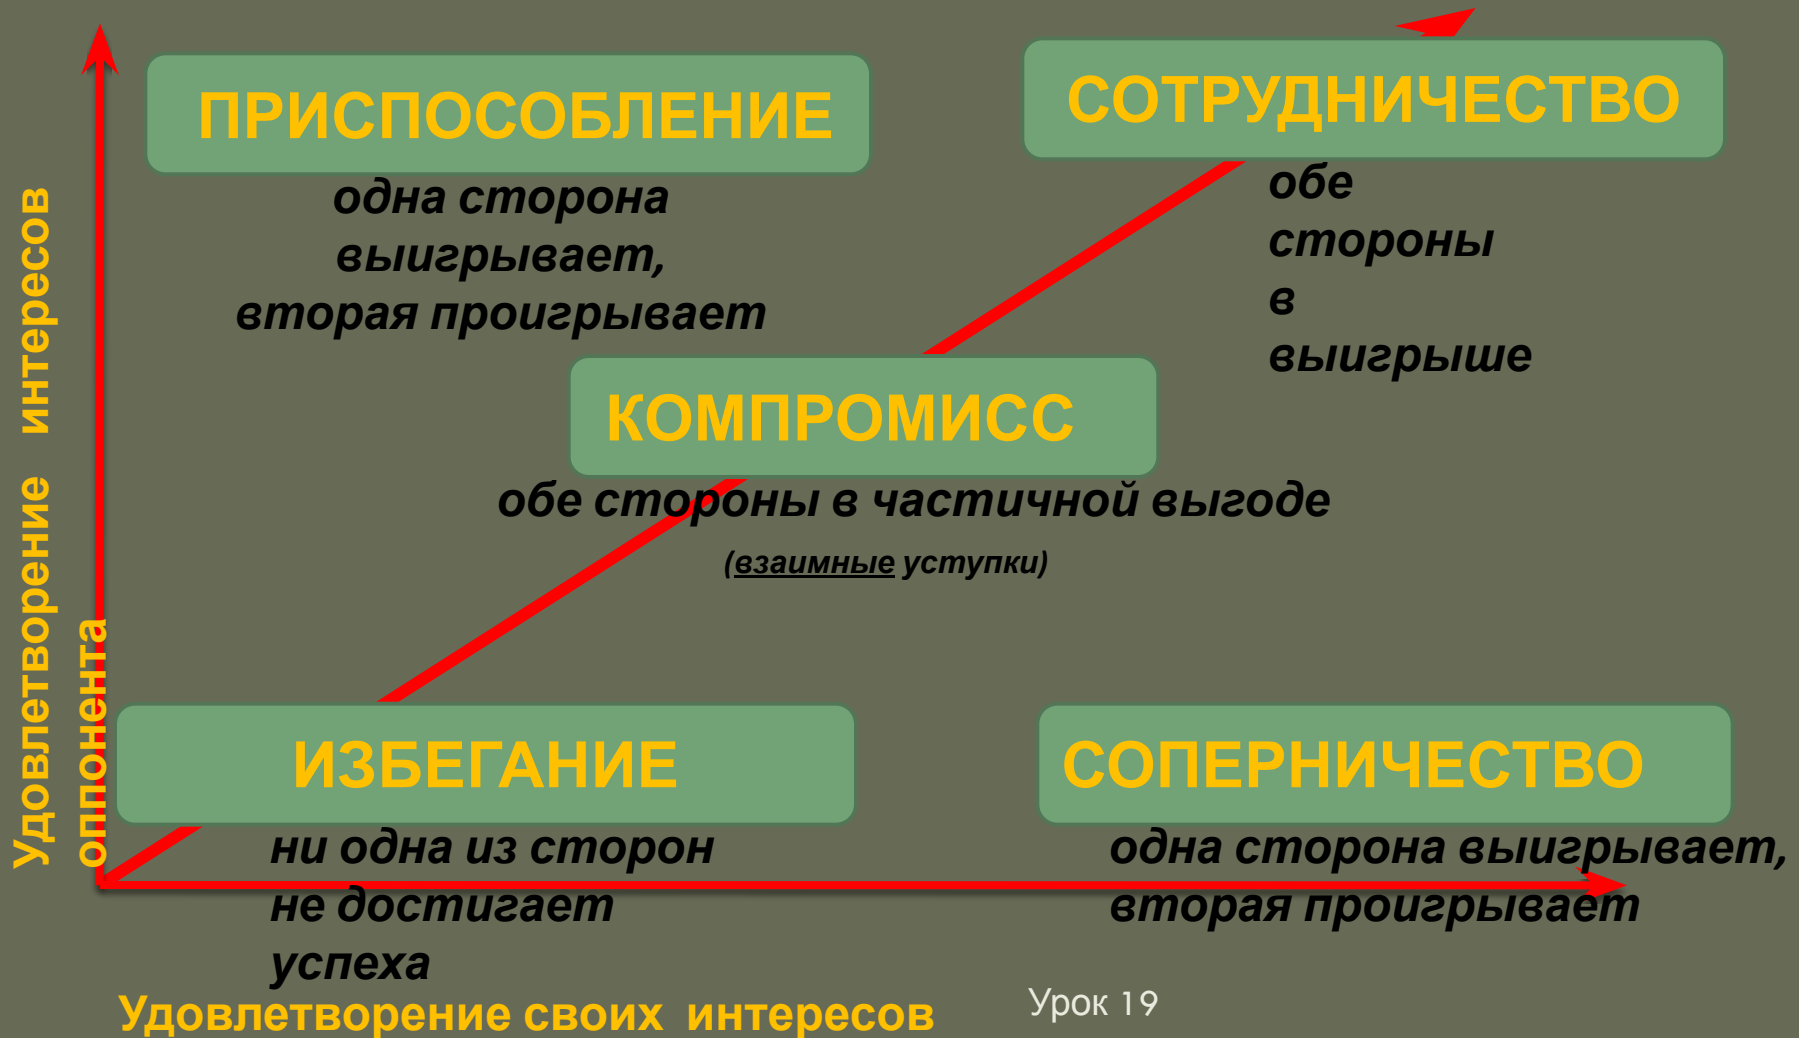 ПРИСПОСОБЛЕНИЕ
одна сторона
выигрывает,
вторая проигрывает
СОТРУДНИЧЕСТВО
обе
стороны
в
выигрыше
КОМПРОМИСС
обе стороны в частичной выгоде
(взаимные уступки)
Удовлетворение интересов
оппонента
ИЗБЕГАНИЕ
ни одна из сторон
не достигает
успеха
СОПЕРНИЧЕСТВО
одна сторона выигрывает,
вторая проигрывает
Удовлетворение своих интересов
Урок 19